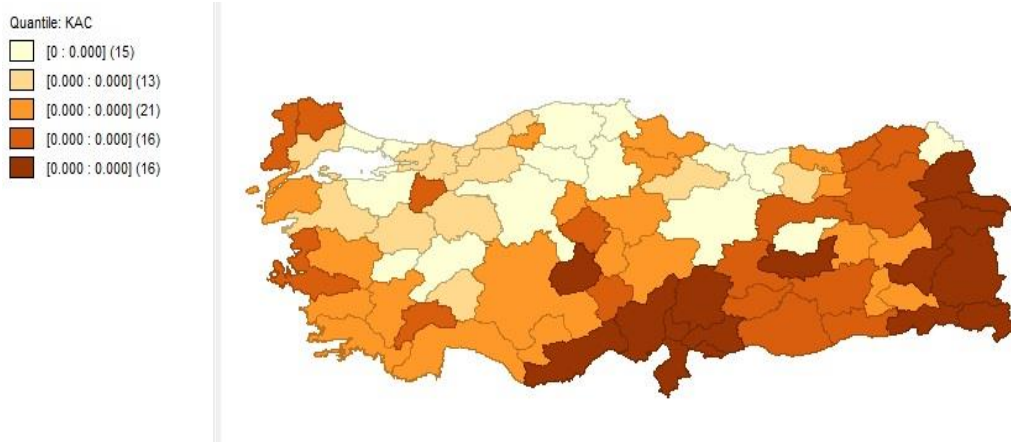 Quantile: KAC
[0 : 0.000] (15)
[0.000 : 0.000] (13)
[0.000 : 0.000] (21)
[0.000 : 0.000] (16)
[0.000 : 0.000] (16)